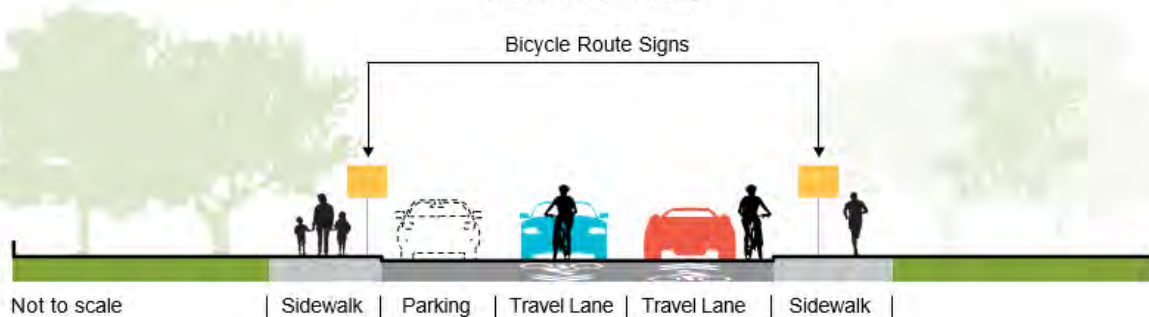 Bicycle Route Signs
Not to scale | Sidewalk | Parking | Travel Lane | Travel Lane | Sidewalk |